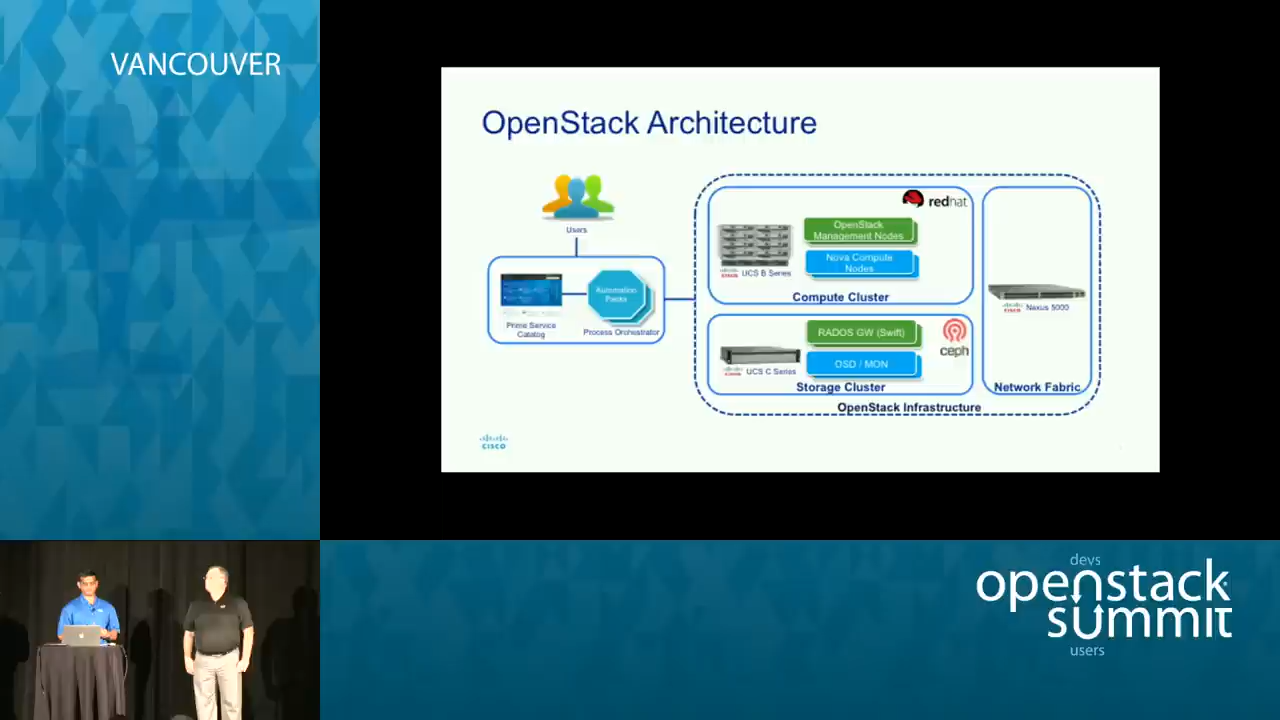 VANCOUVER
OpenStack Architecture
Users
Prime Service
Catalog
Automation
Packs
Process Orchestrator
redhat
OpenStack
Management Nodes
Nova Compute
Nodes
UCS B Series
Compute Cluster
RADOS GW (Swift)
OSD / MON
ceph
UCS C Series
Storage Cluster
Nexus 5000
Network Fabric
OpenStack Infrastructure
CISCO
devs
openstack
summit
users